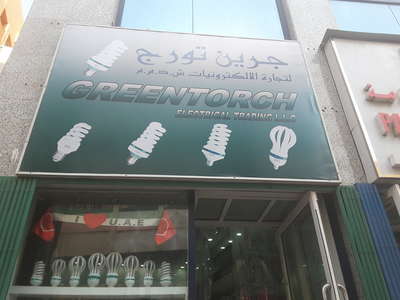 جرين تورج
لتجارة الالكترونيات ش.ذ.م.م
GREENTORCH
ELECTRICAL TRADING L.L.C
I U.A.E